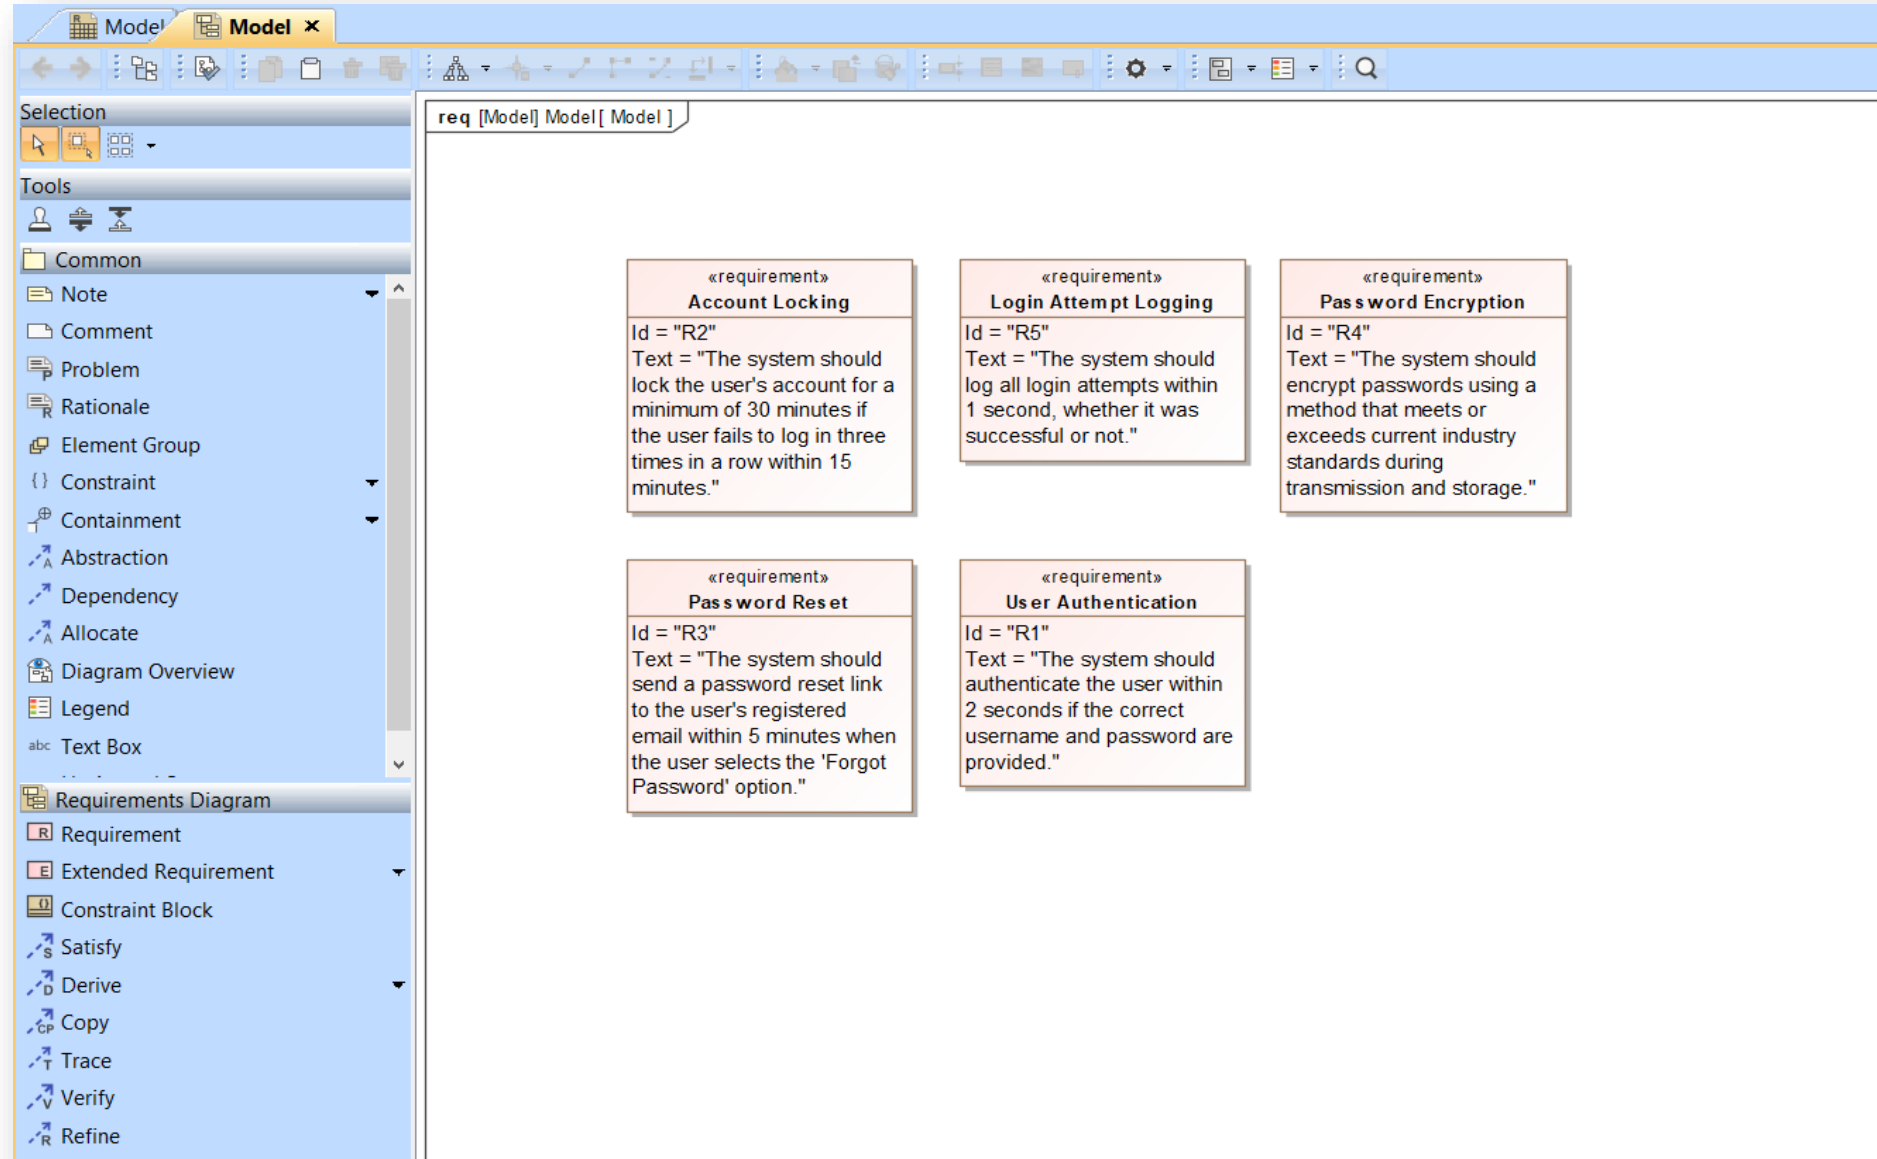 Model
Model ×
Selection
Tools
Common
Note
Comment
Problem
Rationale
Element Group
Constraint
Containment
Abstraction
Dependency
Allocate
Diagram Overview
Legend
abc Text Box
Requirements Diagram
Requirement
Extended Requirement
Constraint Block
Satisfy
Derive
Copy
Trace
Verify
Refine
req [Model] Model[ Model ]
«requirement»
Account Locking
Id = "R2"
Text = "The system should
lock the user's account for a
minimum of 30 minutes if
the user fails to log in three
times in a row within 15
minutes."
«requirement»
Login Attempt Logging
Id = "R5"
Text = "The system should
log all login attempts within
1 second, whether it was
successful or not."
«requirement»
Password Encryption
Id = "R4"
Text = "The system should
encrypt passwords using a
method that meets or
exceeds current industry
standards during
transmission and storage."
«requirement»
Password Reset
Id = "R3"
Text = "The system should
send a password reset link
to the user's registered
email within 5 minutes when
the user selects the 'Forgot
Password' option."
«requirement»
User Authentication
Id = "R1"
Text = "The system should
authenticate the user within
2 seconds if the correct
username and password are
provided."